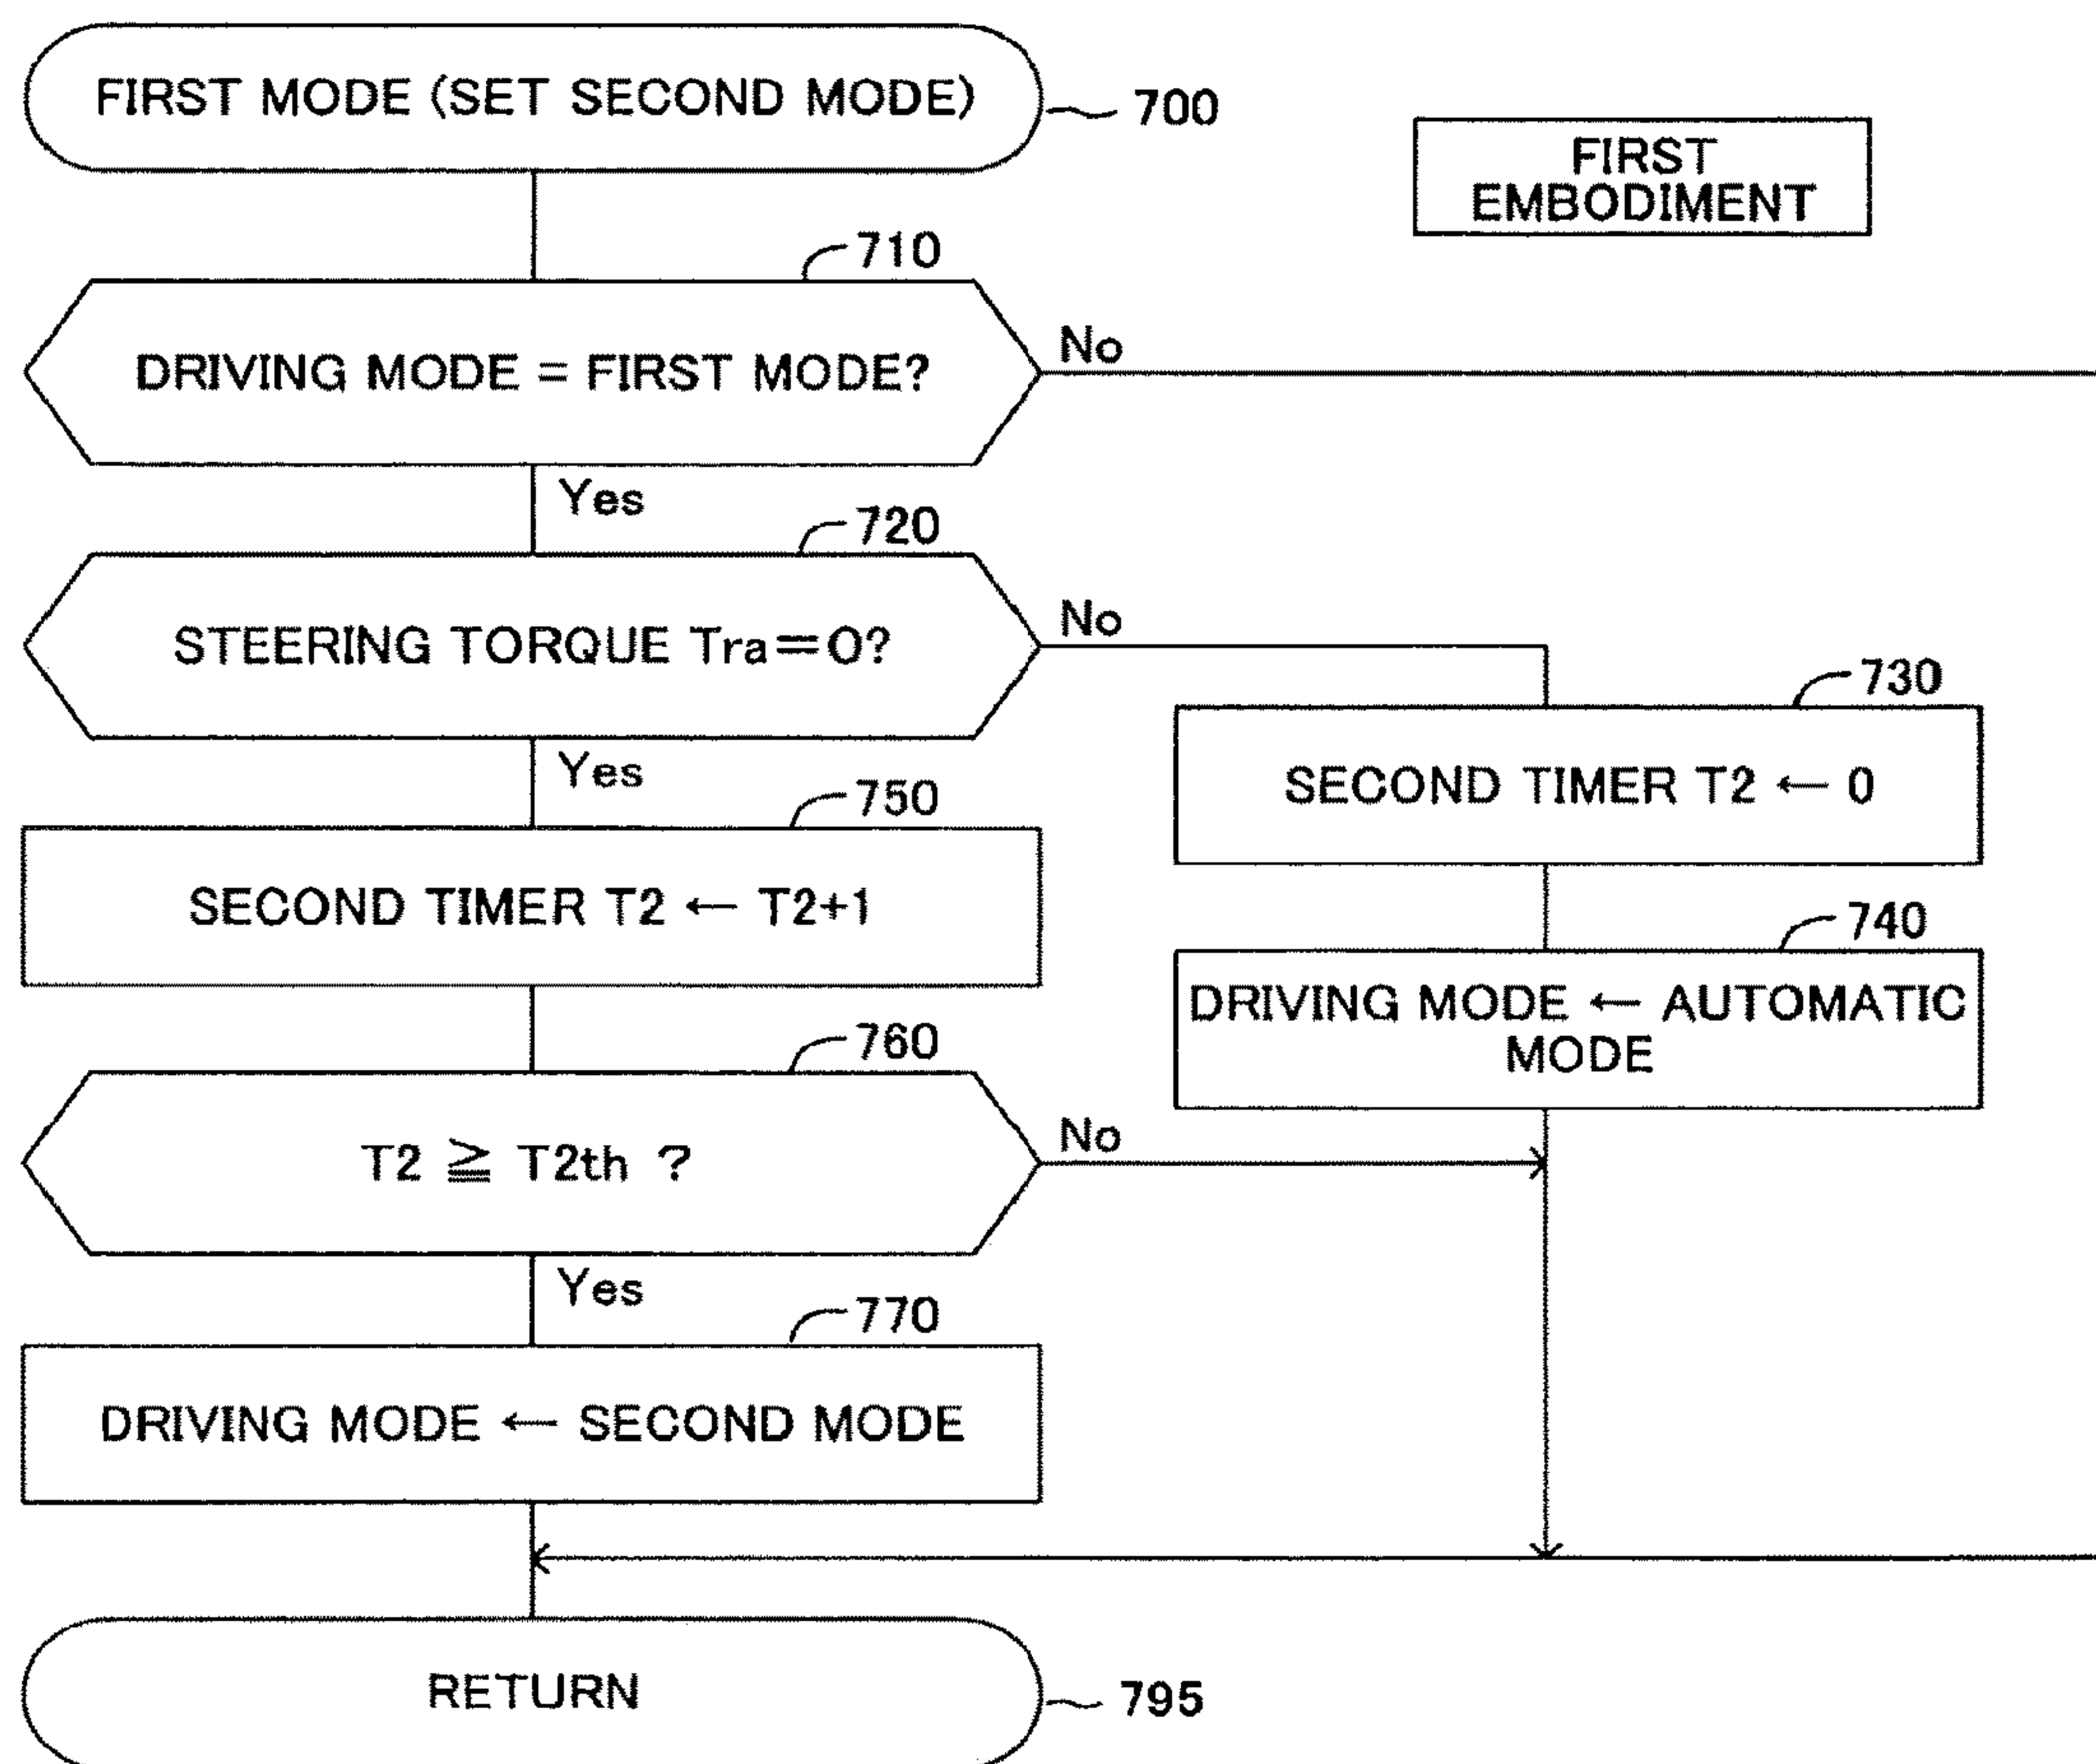 FIRST MODE (SET SECOND MODE)
700
FIRST
EMBODIMENT
710
DRIVING MODE = FIRST MODE?
No
Yes
720
STEERING TORQUE Tra=0?
No
730
SECOND TIMER T2 ← 0
Yes
750
SECOND TIMER T2 ← T2+1
740
DRIVING MODE ← AUTOMATIC
MODE
760
T2 ≧ T2th ?
No
Yes
770
DRIVING MODE ← SECOND MODE
RETURN
795